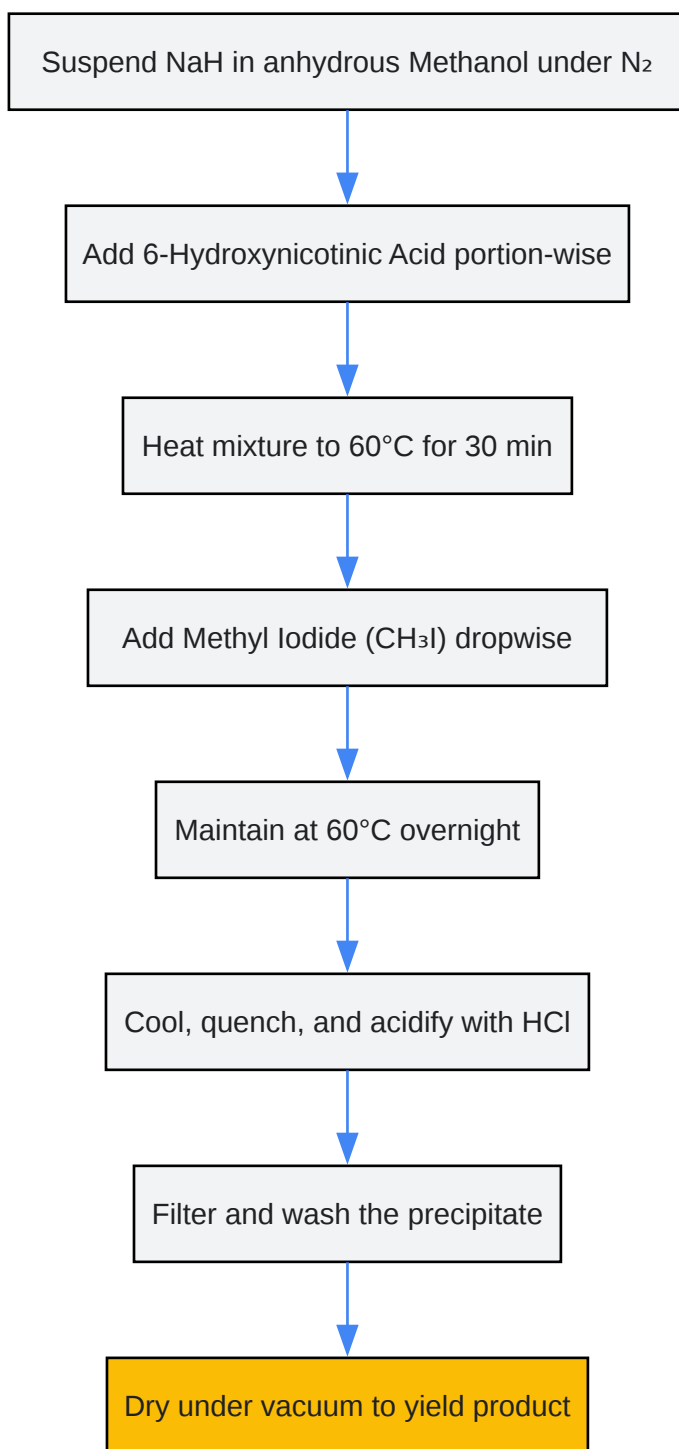 Suspend NaH in anhydrous Methanol under N₂
Add 6-Hydroxynicotinic Acid portion-wise
Heat mixture to 60°C for 30 min
Add Methyl Iodide (CH₃I) dropwise
Maintain at 60°C overnight
Cool, quench, and acidify with HCl
Filter and wash the precipitate
Dry under vacuum to yield product